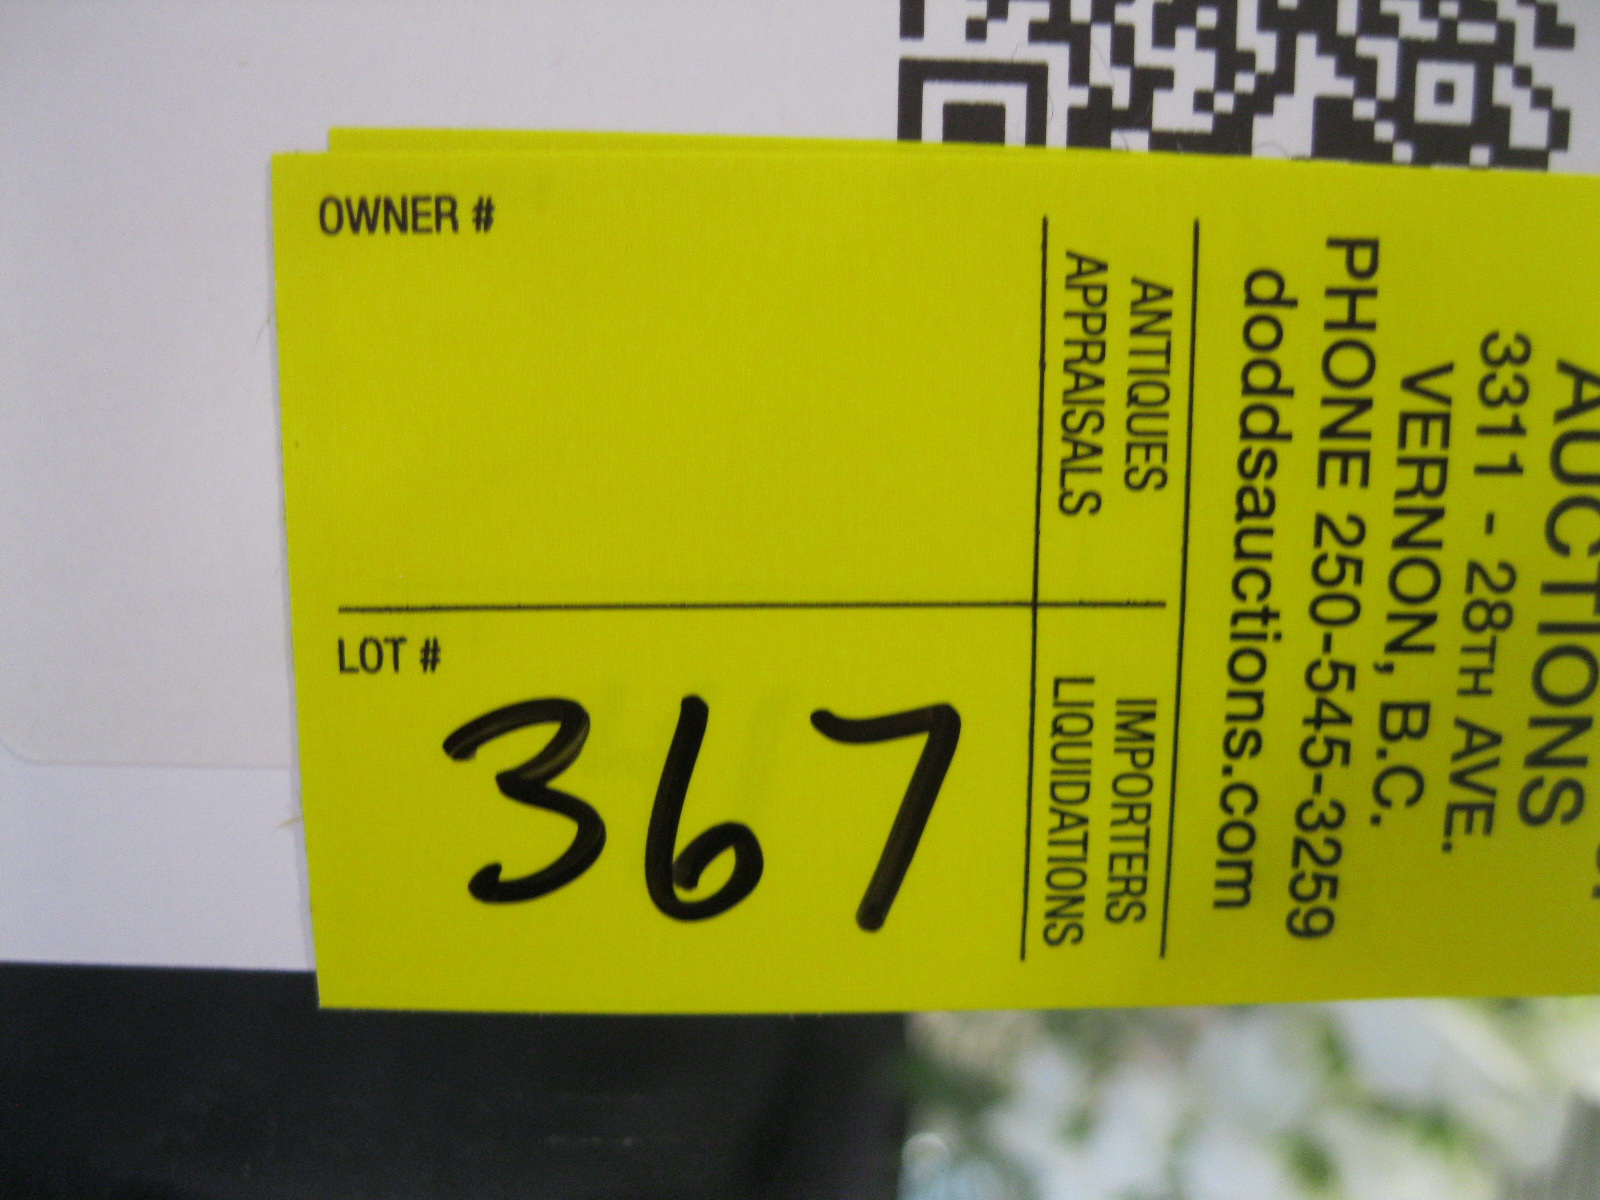 OWNER #
LOT #
367
AUCTIONS
3311 - 28TH AVE.
VERNON, B.C.
PHONE 250-545-3259
doddsauctions.com
ANTIQUES IMPORTERS
APPRAISALS LIQUIDATIONS